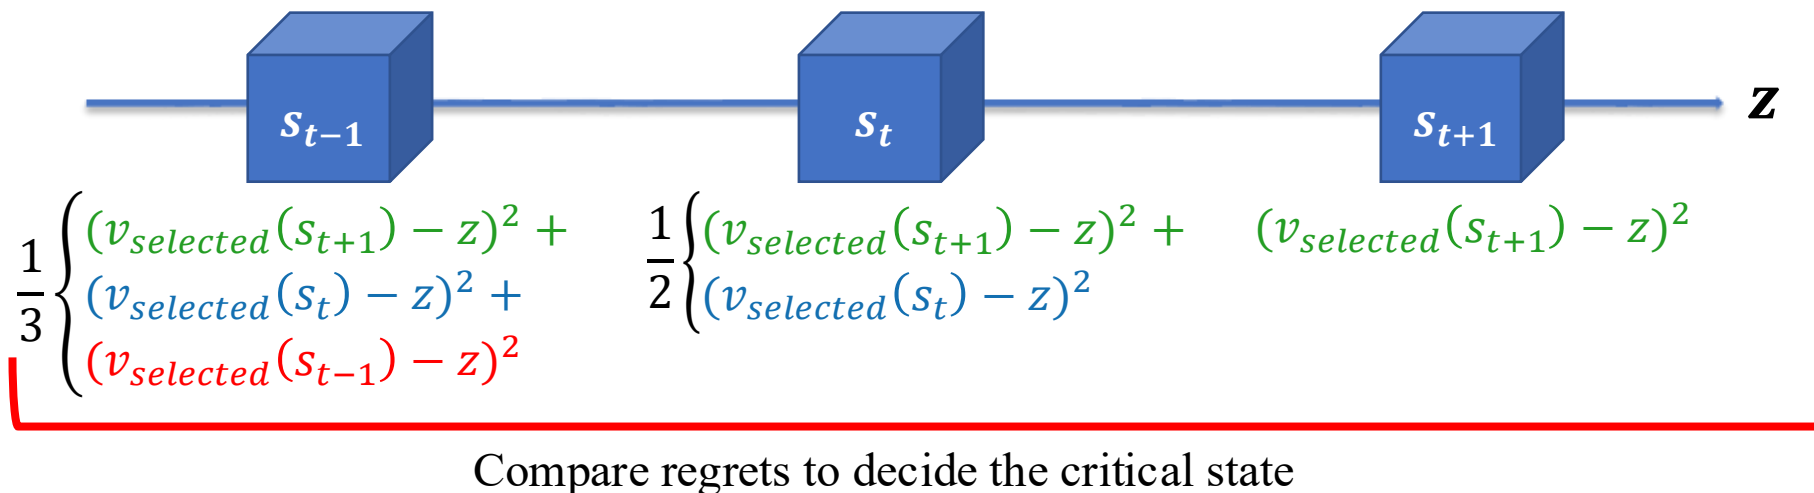 s_{t-1} s_t s_{t+1} z
\frac{1}{3} { (v_{selected}(s_{t+1}) − z)^2 +
(v_{selected}(s_t) − z)^2 +
(v_{selected}(s_{t-1}) − z)^2
\frac{1}{2} { (v_{selected}(s_{t+1}) − z)^2 +
(v_{selected}(s_t) − z)^2
(v_{selected}(s_{t+1}) − z)^2
Compare regrets to decide the critical state